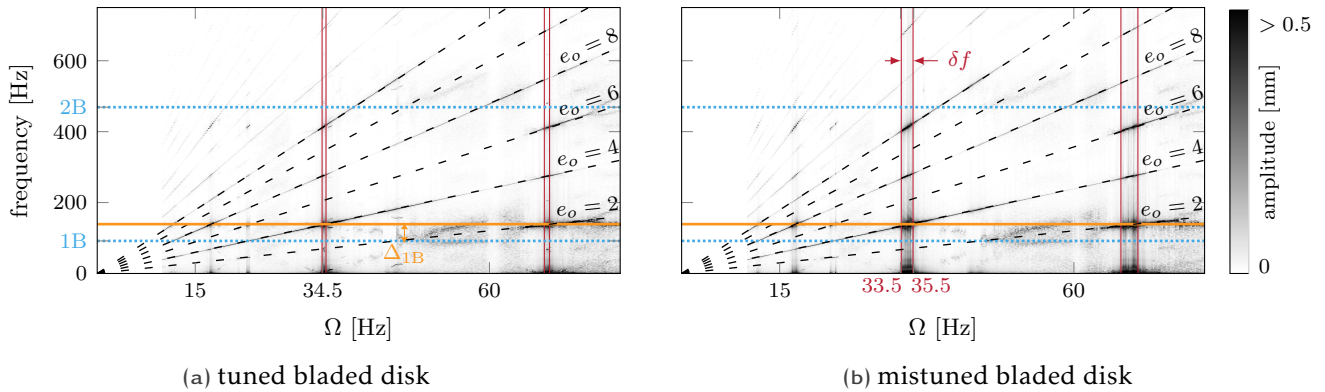 600
400
200
0
2B
1B
frequency [Hz]
e_o = 8
e_o = 6
e_o = 4
e_o = 2
Δ_1B
15
34.5
60
Ω [Hz]
(a) tuned bladed disk
δf
e_o = 8
e_o = 6
e_o = 4
e_o = 2
33.5
35.5
15
60
Ω [Hz]
(b) mistuned bladed disk
> 0.5
0
amplitude [mm]